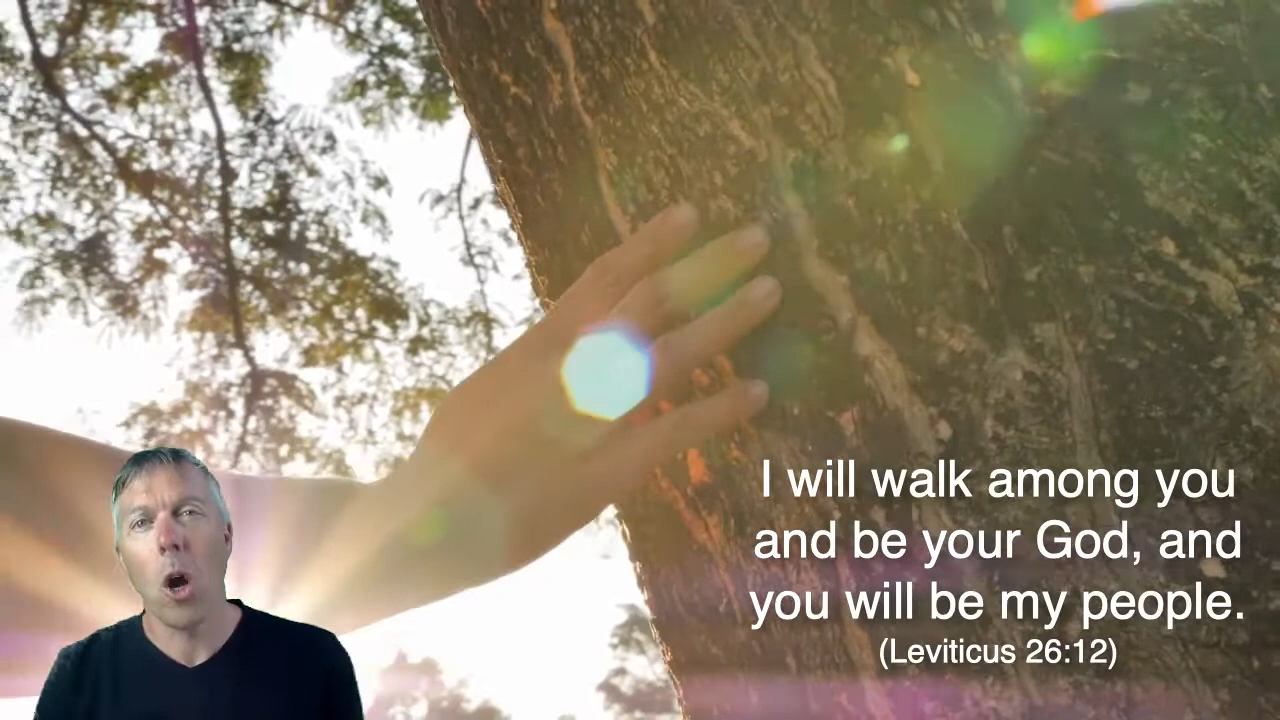 I will walk among you
and be your God, and
you will be my people.
(Leviticus 26:12)